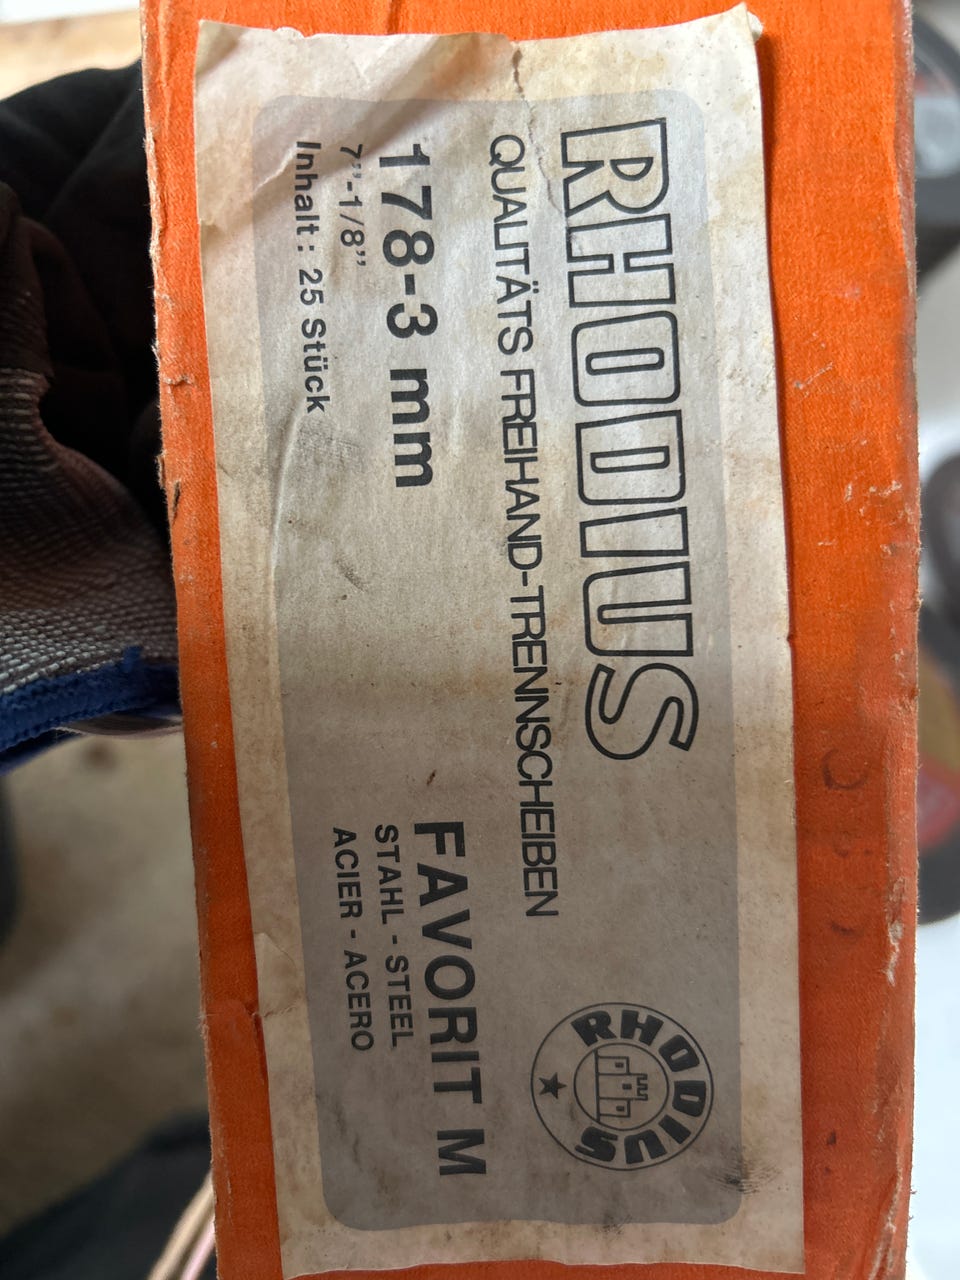 RHODIUS
QUALITÄTS FREIHAND-TRENNSCHEIBEN
178-3 mm
7”-1/8”
Inhalt: 25 Stück
FAVORIT M
STAHL - STEEL
ACIER - ACERO
RHODIUS